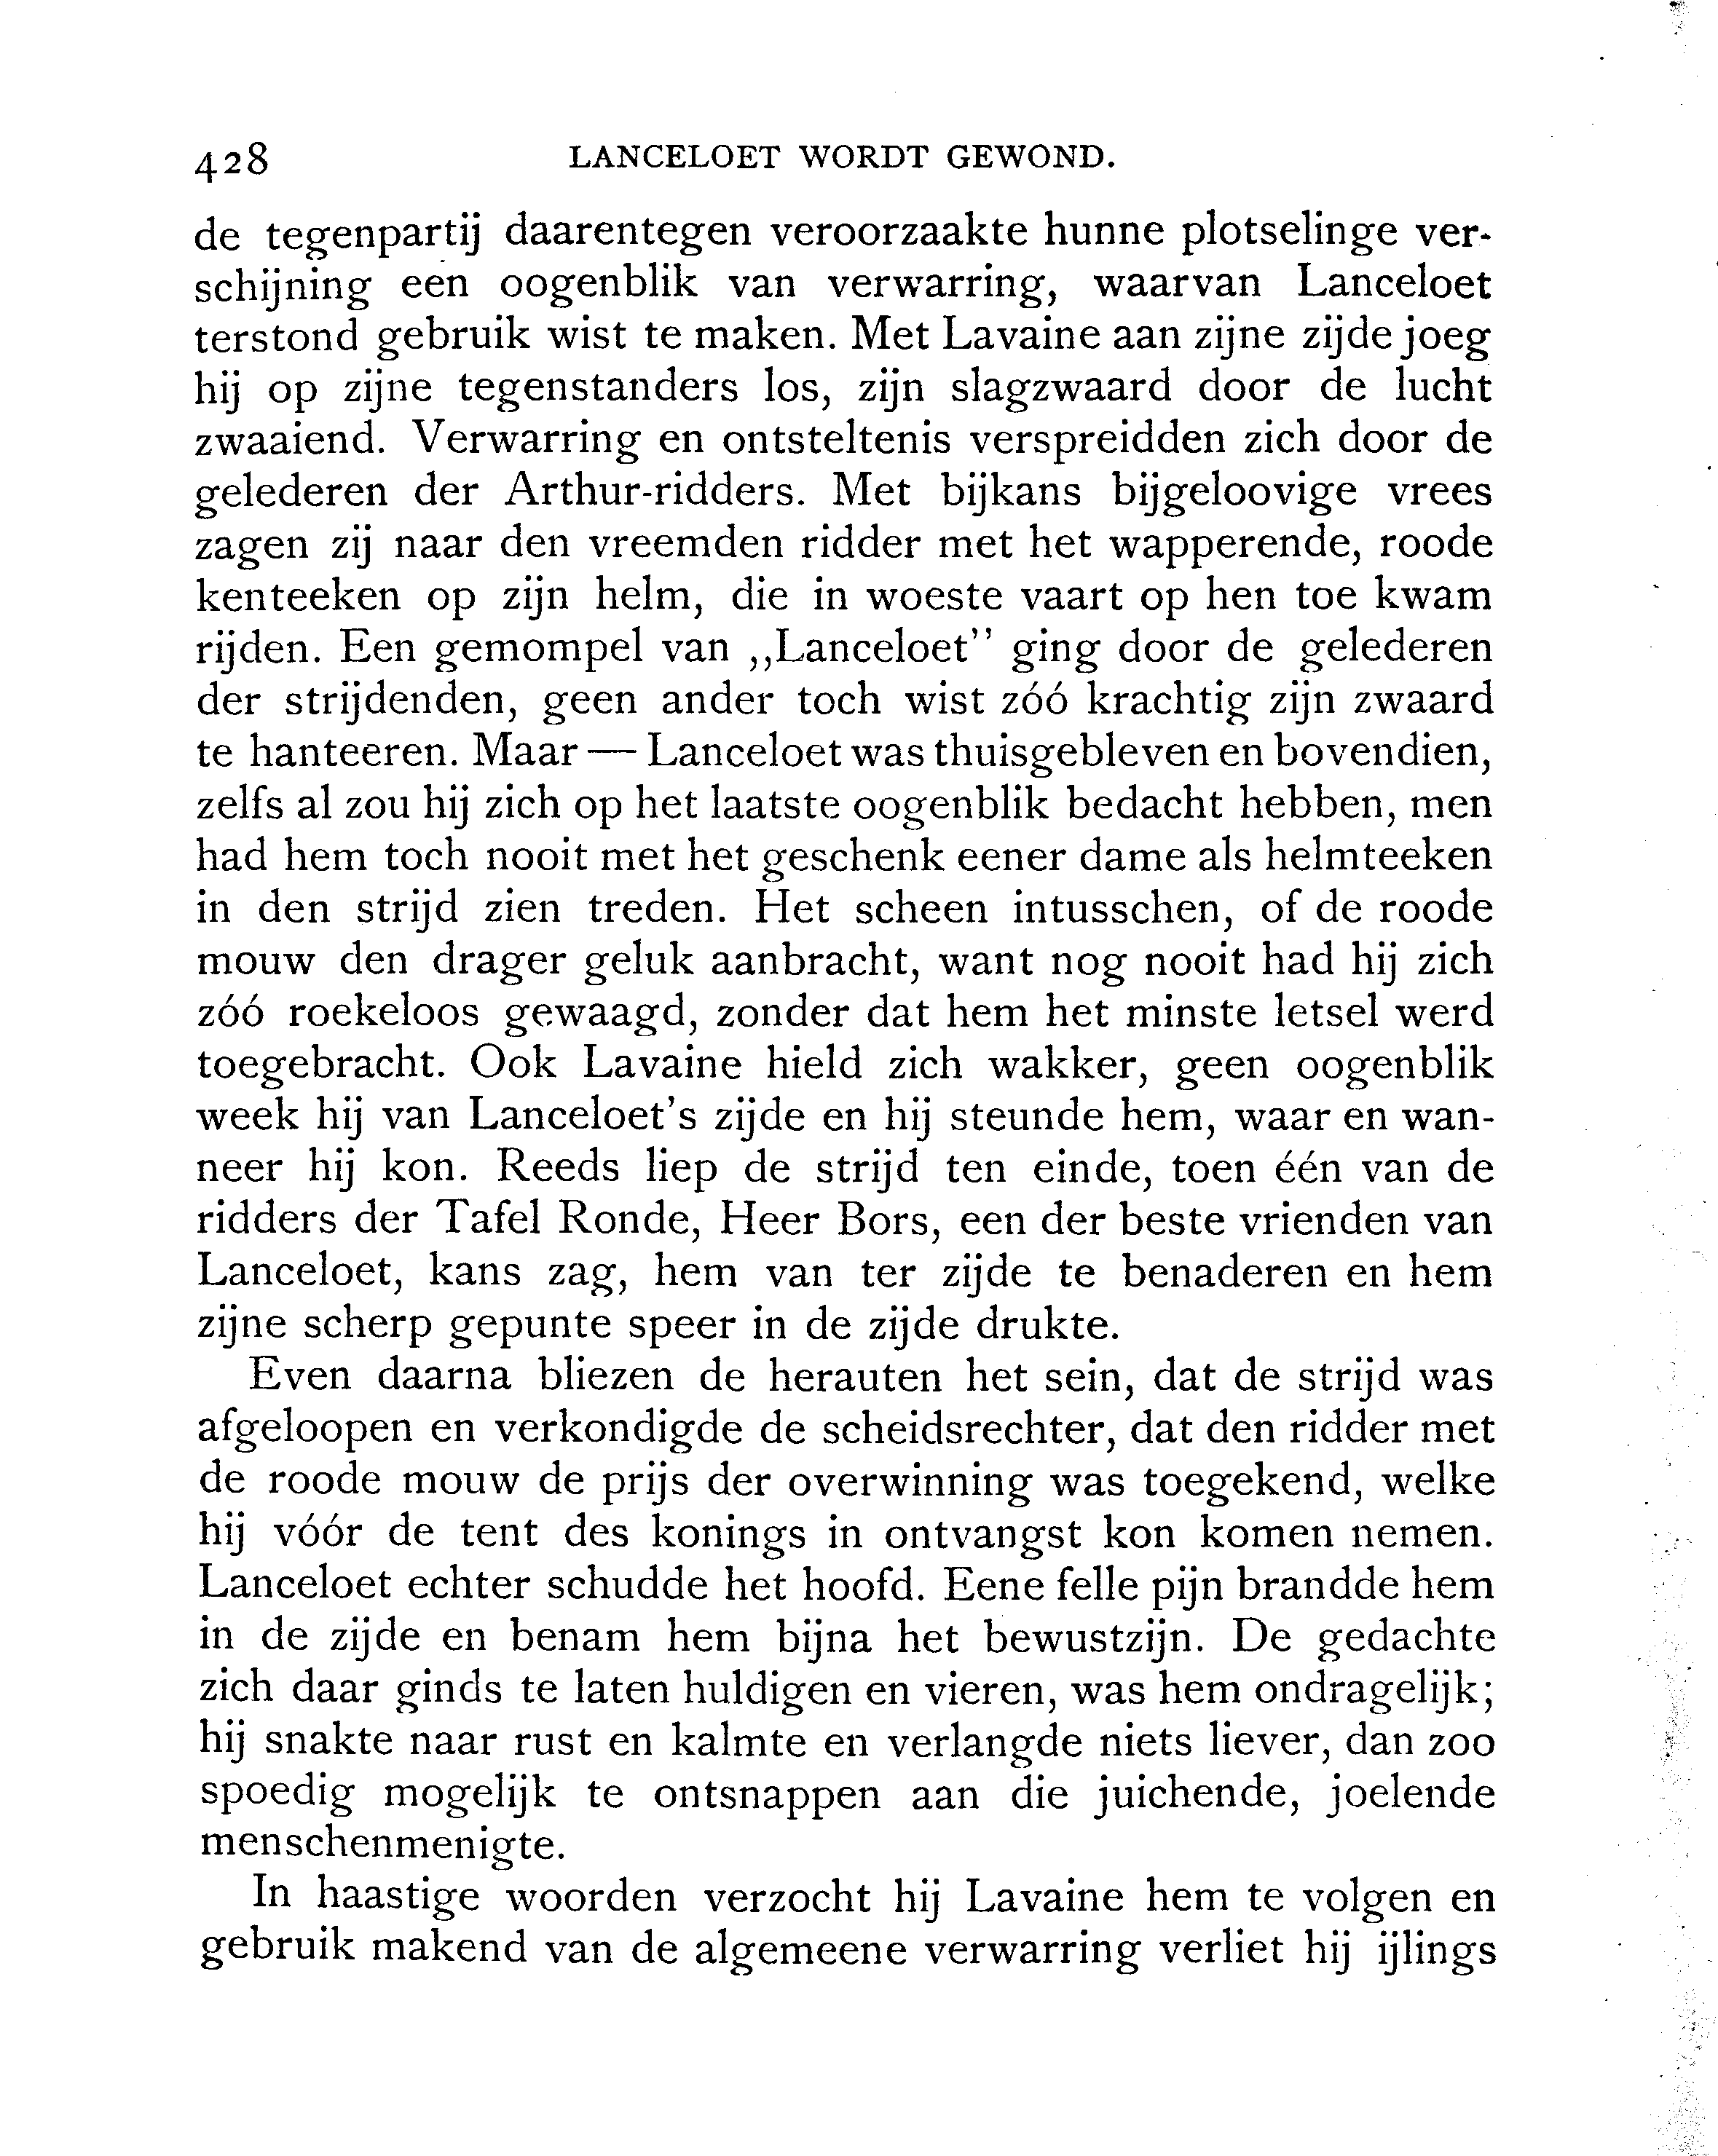 428 LANCELOET WORDT GEWOND.
de tegenpartij daarentegen veroorzaakte hunne plotselinge ver-
schijning een oogenblik van verwarring, waarvan Lanceloet
terstond gebruik wist te maken. Met Lavaine aan zijne zijde joeg
hij op zijne tegenstanders los, zijn slagzwaard door de lucht
zwaaiend. Verwarring en ontsteltenis verspreidden zich door de
gelederen der Arthur-ridders. Met bijkans bijgeloovige vrees
zagen zij naar den vreemden ridder met het wapperende, roode
kenteeken op zijn helm, die in woeste vaart op hen toe kwam
rijden. Een gemompel van ,,Lanceloet'' ging door de gelederen
der strijdenden, geen ander toch wist zóó krachtig zijn zwaard
te hanteeren. Maar — Lanceloet was thuisgebleven en bovendien,
zelfs al zou hij zich op het laatste oogenblik bedacht hebben, men
had hem toch nooit met het geschenk eener dame als helmteeken
in den strijd zien treden. Het scheen intusschen, of de roode
mouw den drager geluk aanbracht, want nog nooit had hij zich
zóó roekeloos gewaagd, zonder dat hem het minste letsel werd
toegebracht. Ook Lavaine hield zich wakker, geen oogenblik
week hij van Lanceloet's zijde en hij steunde hem, waar en wan-
neer hij kon. Reeds liep de strijd ten einde, toen één van de
ridders der Tafel Ronde, Heer Bors, een der beste vrienden van
Lanceloet, kans zag, hem van ter zijde te benaderen en hem
zijne scherp gepunte speer in de zijde drukte.
Even daarna bliezen de herauten het sein, dat de strijd was
afgeloopen en verkondigde de scheidsrechter, dat den ridder met
de roode mouw de prijs der overwinning was toegekend, welke
hij vóór de tent des konings in ontvangst kon komen nemen.
Lanceloet echter schudde het hoofd. Eene felle pijn brandde hem
in de zijde en benam hem bijna het bewustzijn. De gedachte
zich daar ginds te laten huldigen en vieren, was hem ondragelijk;
hij snakte naar rust en kalmte en verlangde niets liever, dan zoo
spoedig mogelijk te ontsnappen aan die juichende, joelende
menschenmenigte.
In haastige woorden verzocht hij Lavaine hem te volgen en
gebruik makend van de algemeene verwarring verliet hij ijlings